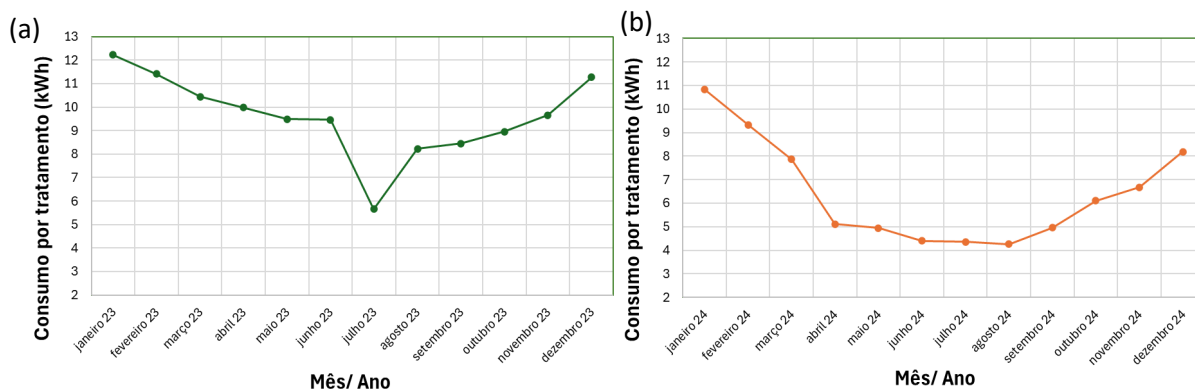 (a)
Consumo por tratamento (kWh)
13
12
11
10
9
8
7
6
5
4
3
2
janeiro 23
fevereiro 23
março 23
abril 23
maio 23
junho 23
julho 23
agosto 23
setembro 23
outubro 23
novembro 23
dezembro 23
Mês/ Ano
(b)
Consumo por tratamento (kWh)
13
12
11
10
9
8
7
6
5
4
3
2
janeiro 24
fevereiro 24
março 24
abril 24
maio 24
junho 24
julho 24
agosto 24
setembro 24
outubro 24
novembro 24
dezembro 24
Mês/ Ano